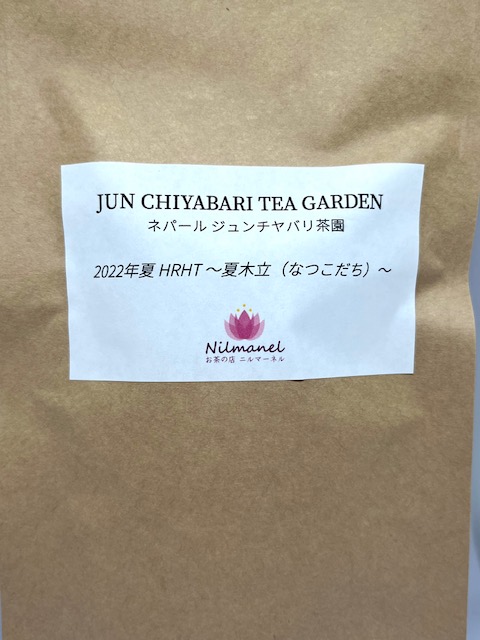 JUN CHIYABARI TEA GARDEN
ネパール ジュンチヤバリ茶園
2022年夏 HRHT ～夏木立（なつこだち）～
Nilmanel
お茶の店 ニルマーネル